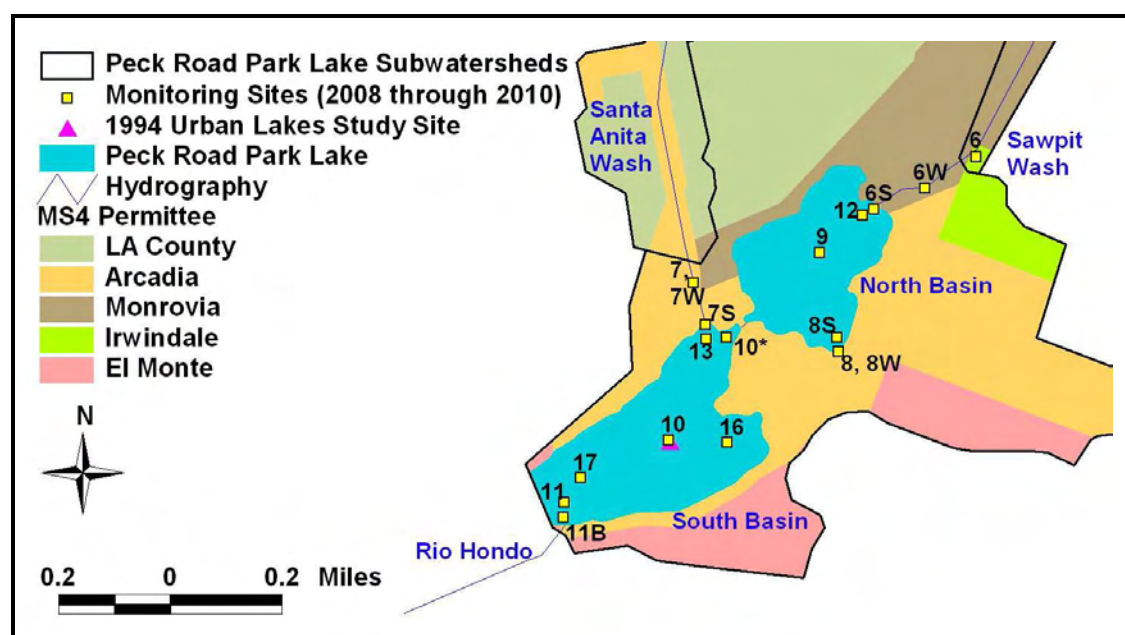 Peck Road Park Lake Subwatersheds
Monitoring Sites (2008 through 2010)
1994 Urban Lakes Study Site
Peck Road Park Lake
Hydrography
MS4 Permittee
LA County
Arcadia
Monrovia
Irwindale
El Monte
N
0.2 0 0.2 Miles
Santa
Anita
Wash
Sawpit
Wash
6
6W
6S
12
9
North Basin
7,
7W
7S
13
10*
8S
8, 8W
10
16
17
11
11B
South Basin
Rio Hondo